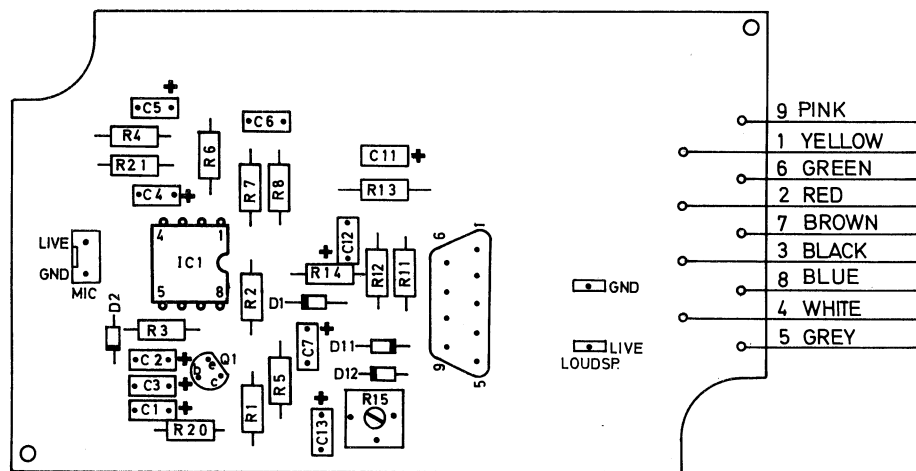 9 PINK
1 YELLOW
6 GREEN
2 RED
7 BROWN
3 BLACK
8 BLUE
4 WHITE
5 GREY
+
C5
R4
R21
R6
C6
C4 +
R7
R8
C11 +
R13
LIVE
GND
MIC
4
1
IC1
5
8
C12
+
R14
R12
R11
6
1
9
5
GND
LIVE
LOUDSP.
D2
R3
R2
D1
C7
+
D11
D12
C2 +
C3 +
C1 +
Q1
b
e
c
R5
R1
R20
+
C13
R15